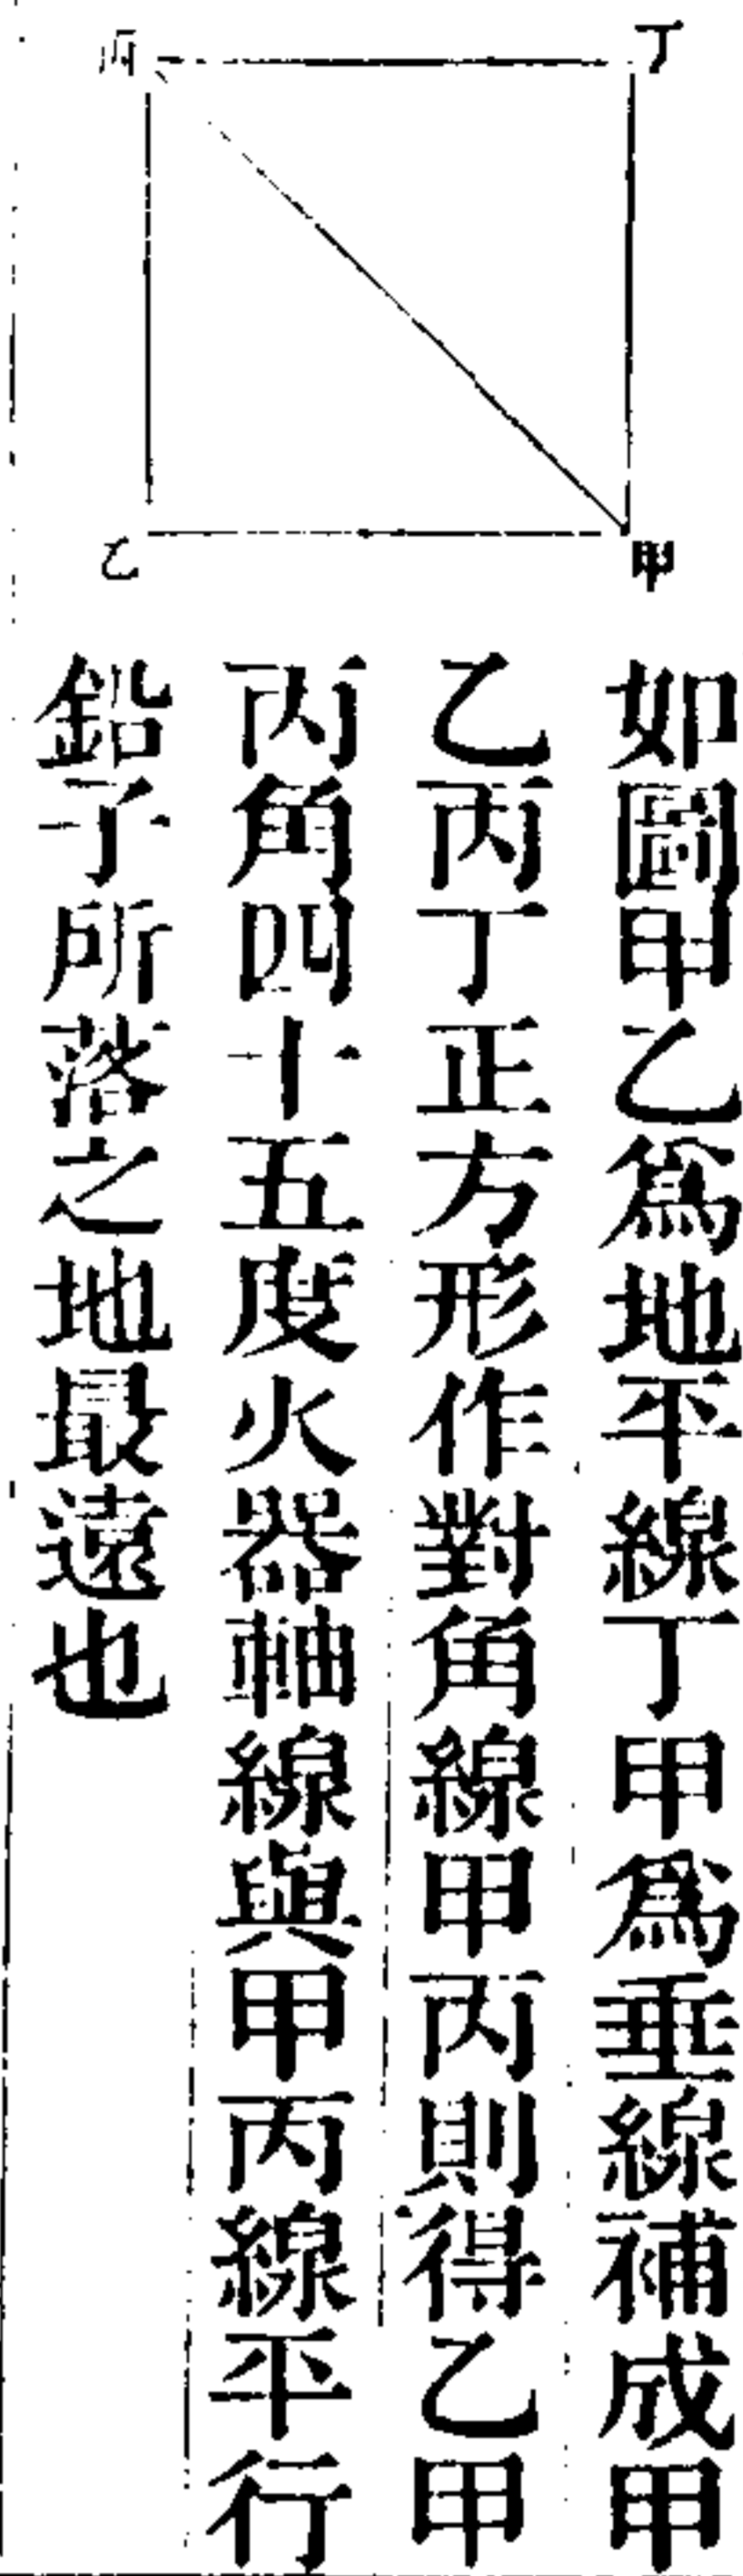 丁
丙
甲
乙
如圖甲乙爲地平線丁甲爲垂線補成甲
乙丙丁正方形作對角線甲丙則得乙甲
丙角四十五度火器軸線與甲丙線平行
鉛子所落之地最遠也